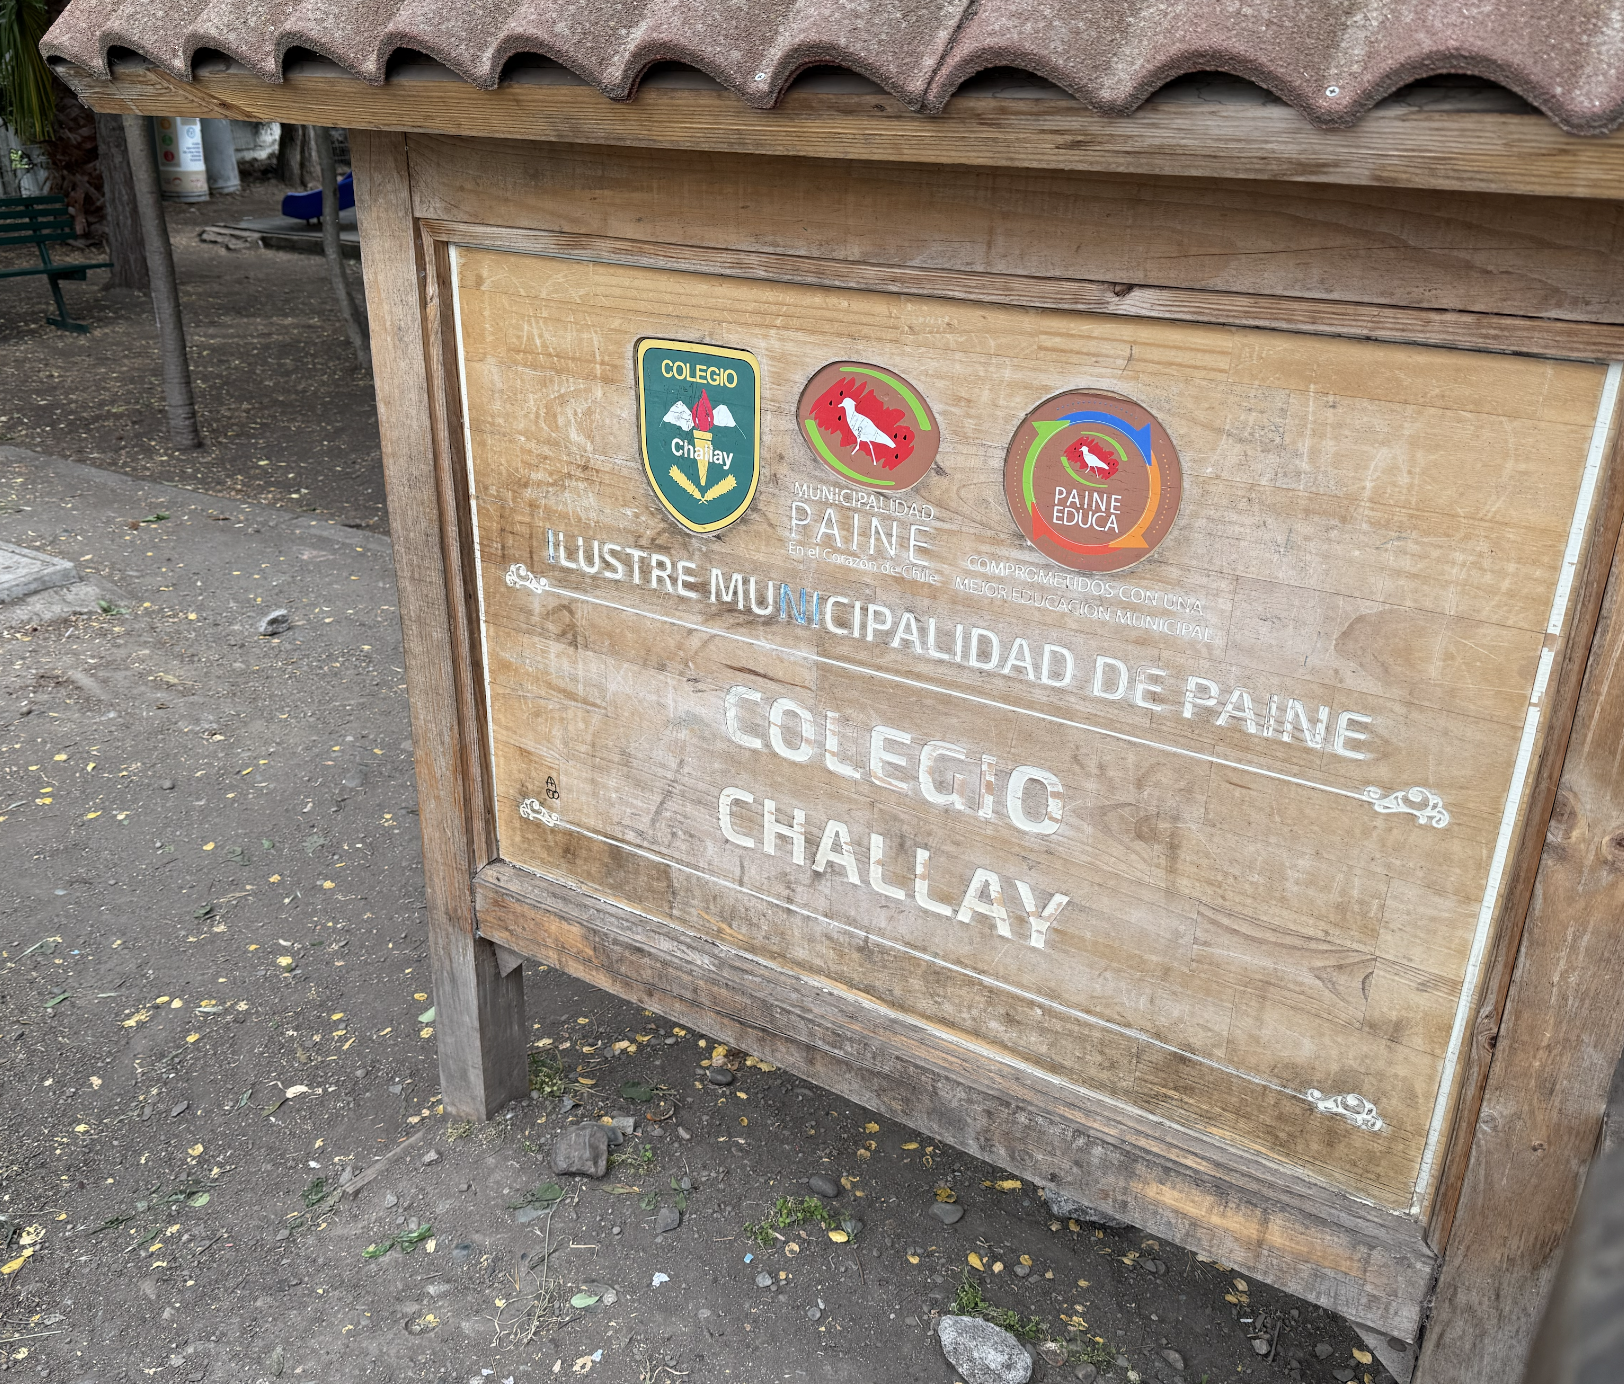 COLEGIO
Challay
MUNICIPALIDAD
PAINE
En el Corazón de Chile
PAINE
EDUCA
COMPROMETIDOS CON UNA
MEJOR EDUCACIÓN MUNICIPAL
ILUSTRE MUNICIPALIDAD DE PAINE
COLEGIO
CHALLAY